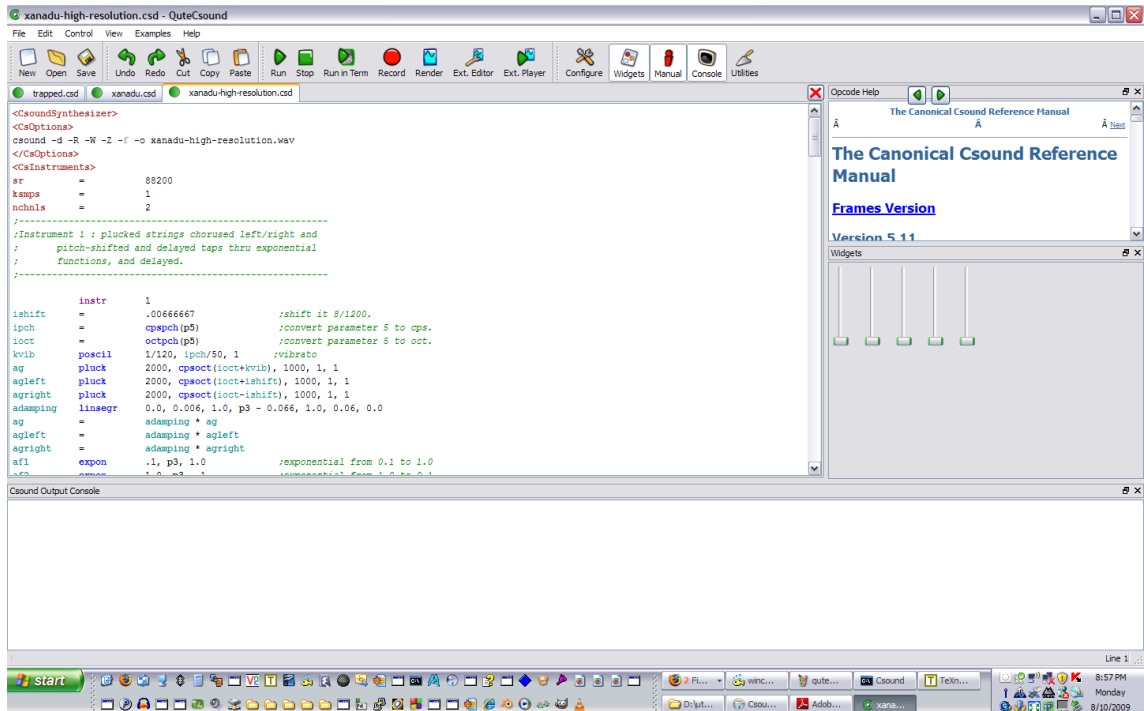 xanadu-high-resolution.csd - QuteCsound
File Edit Control View Examples Help
New Open Save Undo Redo Cut Copy Paste Run Stop Run in Term Record Render Ext. Editor Ext. Player Configure Widgets Manual Console Utilities
trapped.csd xanadu.csd xanadu-high-resolution.csd
<CsoundSynthesizer>
<CsOptions>
csound -d -R -W -Z -f -o xanadu-high-resolution.wav
</CsOptions>
<CsInstruments>
sr = 88200
ksmps = 1
nchnls = 2
;-----------------------------------------------------
;Instrument 1 : plucked strings chorused left/right and
; pitch-shifted and delayed taps thru exponential
; functions, and delayed.
;-----------------------------------------------------
instr 1
ishift = .00666667 ;shift it 8/1200.
ipch = cpspch(p5) ;convert parameter 5 to cps.
ioct = octpch(p5) ;convert parameter 5 to oct.
kvib poscil 1/120, ipch/50, 1 ;vibrato
ag pluck 2000, cpsoct(ioct+kvib), 1000, 1, 1
agleft pluck 2000, cpsoct(ioct+ishift), 1000, 1, 1
agright pluck 2000, cpsoct(ioct-ishift), 1000, 1, 1
adamping linsegr 0.0, 0.006, 1.0, p3 - 0.066, 1.0, 0.06, 0.0
ag = adamping * ag
agleft = adamping * agleft
agright = adamping * agright
af1 expon .1, p3, 1.0 ;exponential from 0.1 to 1.0
Opcode Help
The Canonical Csound Reference Manual
Â Â Â Next
The Canonical Csound Reference
Manual
Frames Version
Version 5.11
Widgets
Csound Output Console
Line 1
start
2 Fi... winc... qute... Csound TeXn...
D:\ut... Csou... Adob... xana...
8:57 PM
Monday
8/10/2009